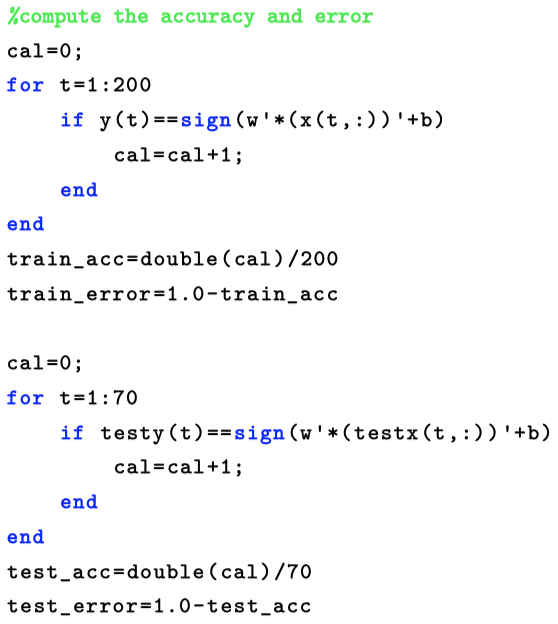 %compute the accuracy and error
cal=0;
for t=1:200
    if y(t)==sign(w'*(x(t,:))'+b)
        cal=cal+1;
    end
end
train_acc=double(cal)/200
train_error=1.0-train_acc

cal=0;
for t=1:70
    if testy(t)==sign(w'*(testx(t,:))'+b)
        cal=cal+1;
    end
end
test_acc=double(cal)/70
test_error=1.0-test_acc